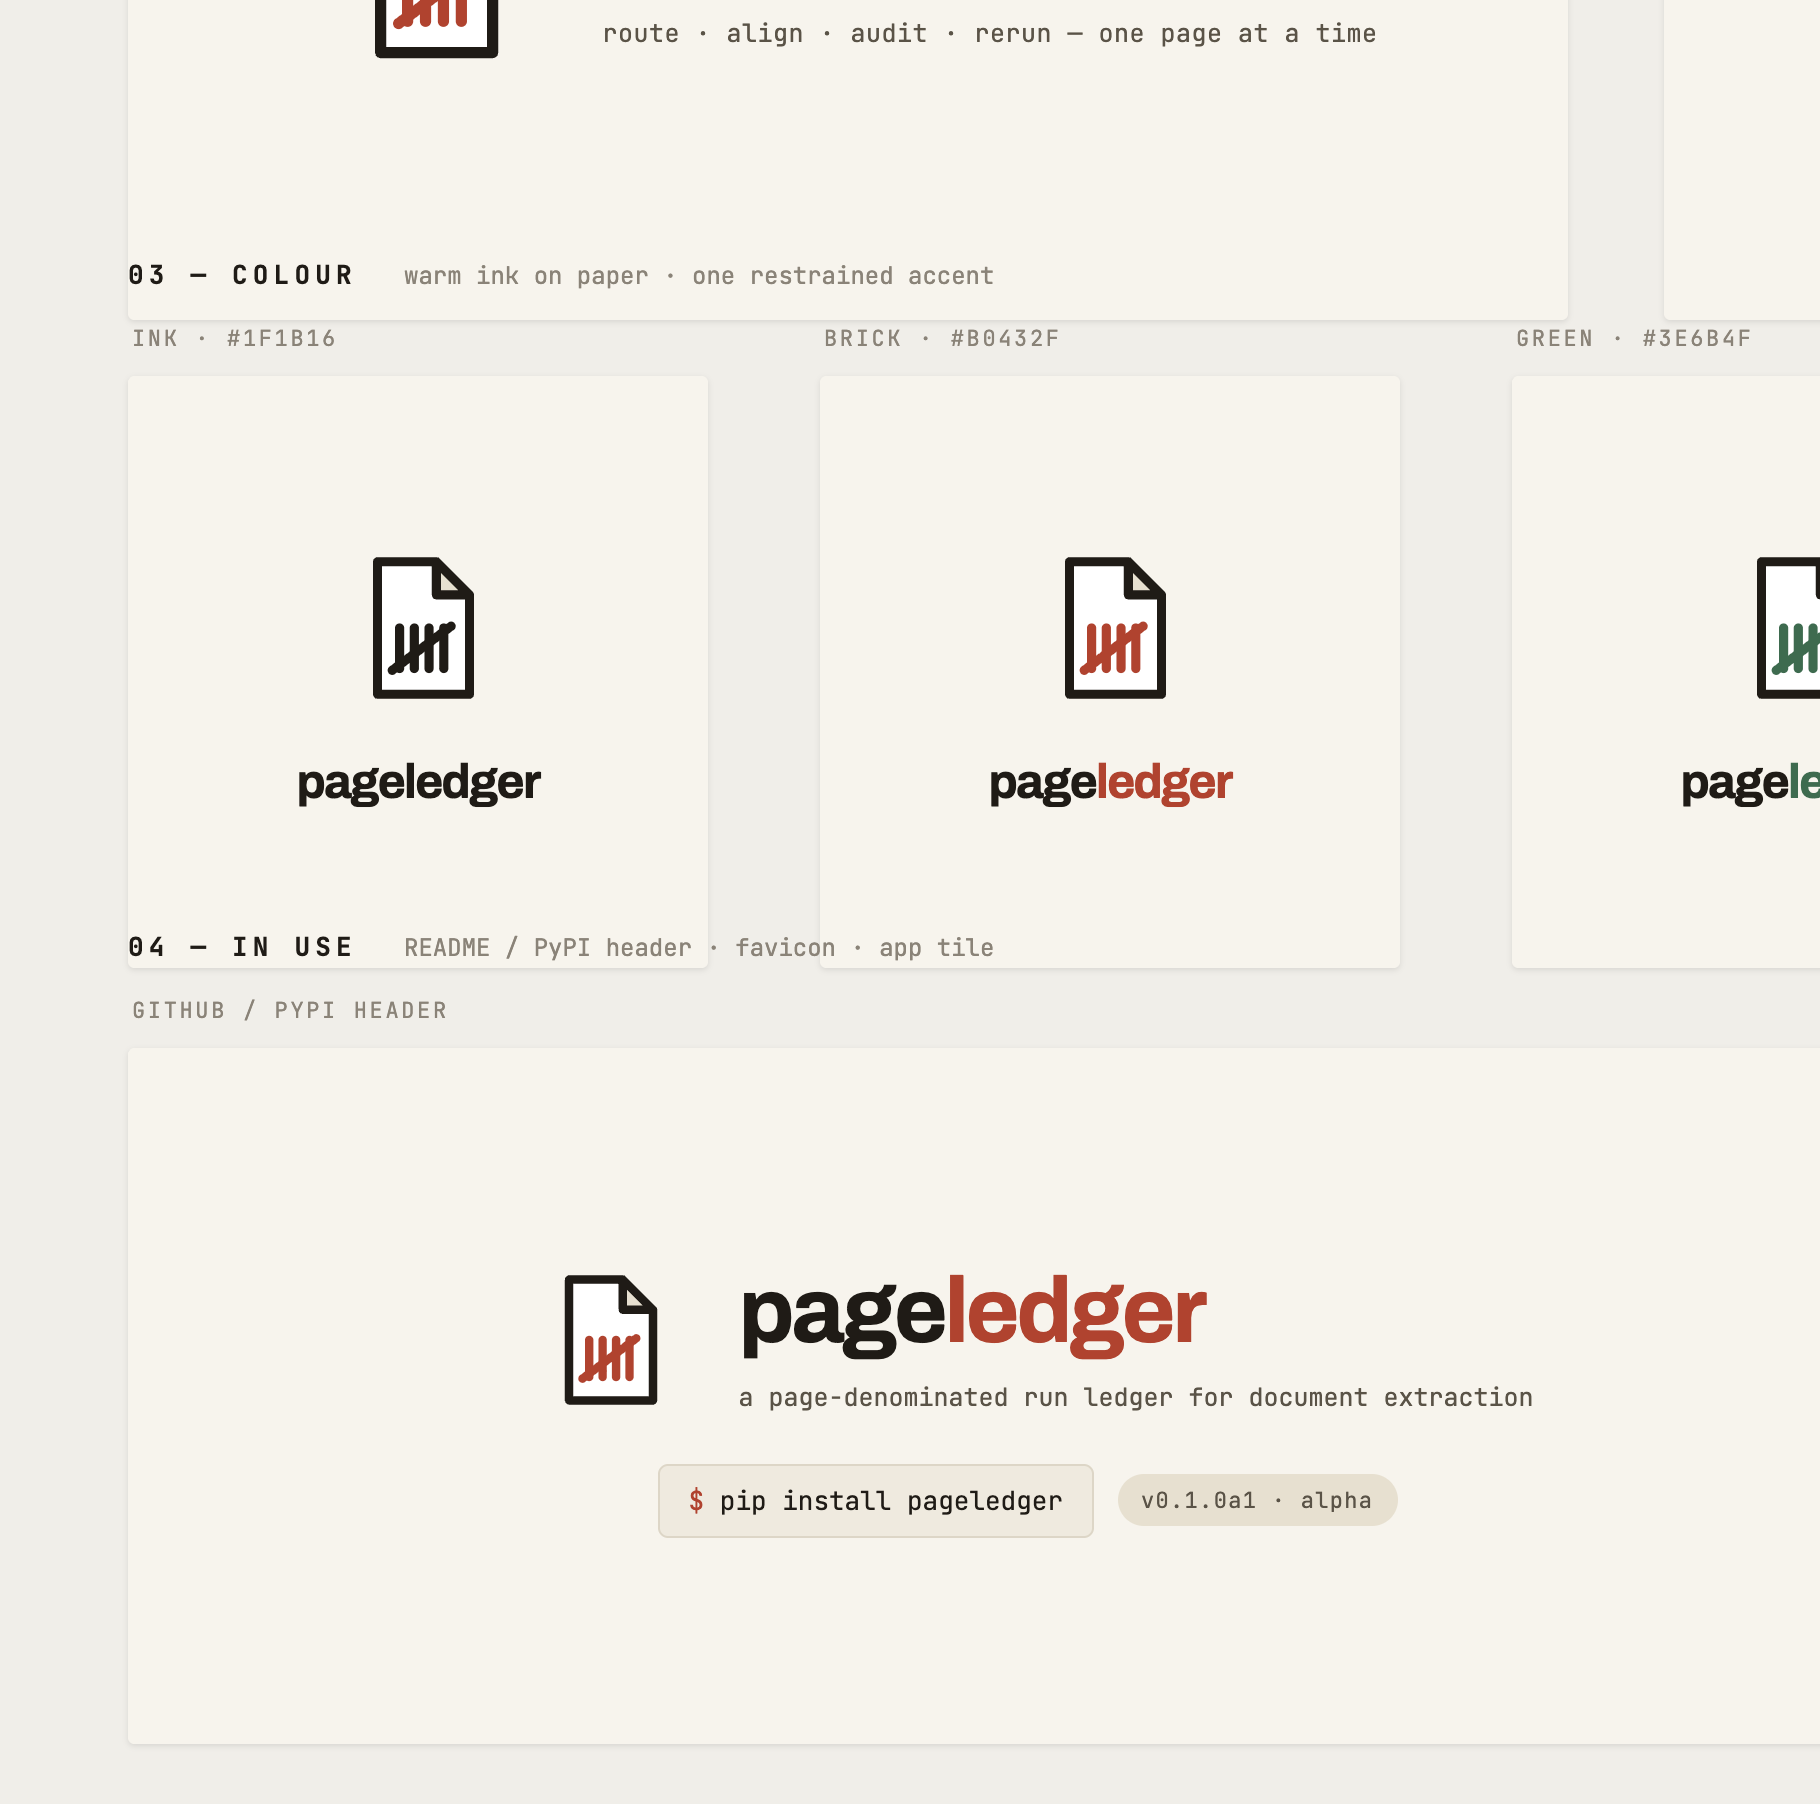 route · align · audit · rerun — one page at a time
03 — COLOUR warm ink on paper · one restrained accent
INK · #1F1B16
BRICK · #B0432F
GREEN · #3E6B4F
pageledger
pageledger
pagele
04 — IN USE README / PyPI header · favicon · app tile
GITHUB / PYPI HEADER
pageledger
a page-denominated run ledger for document extraction
$ pip install pageledger
v0.1.0a1 · alpha